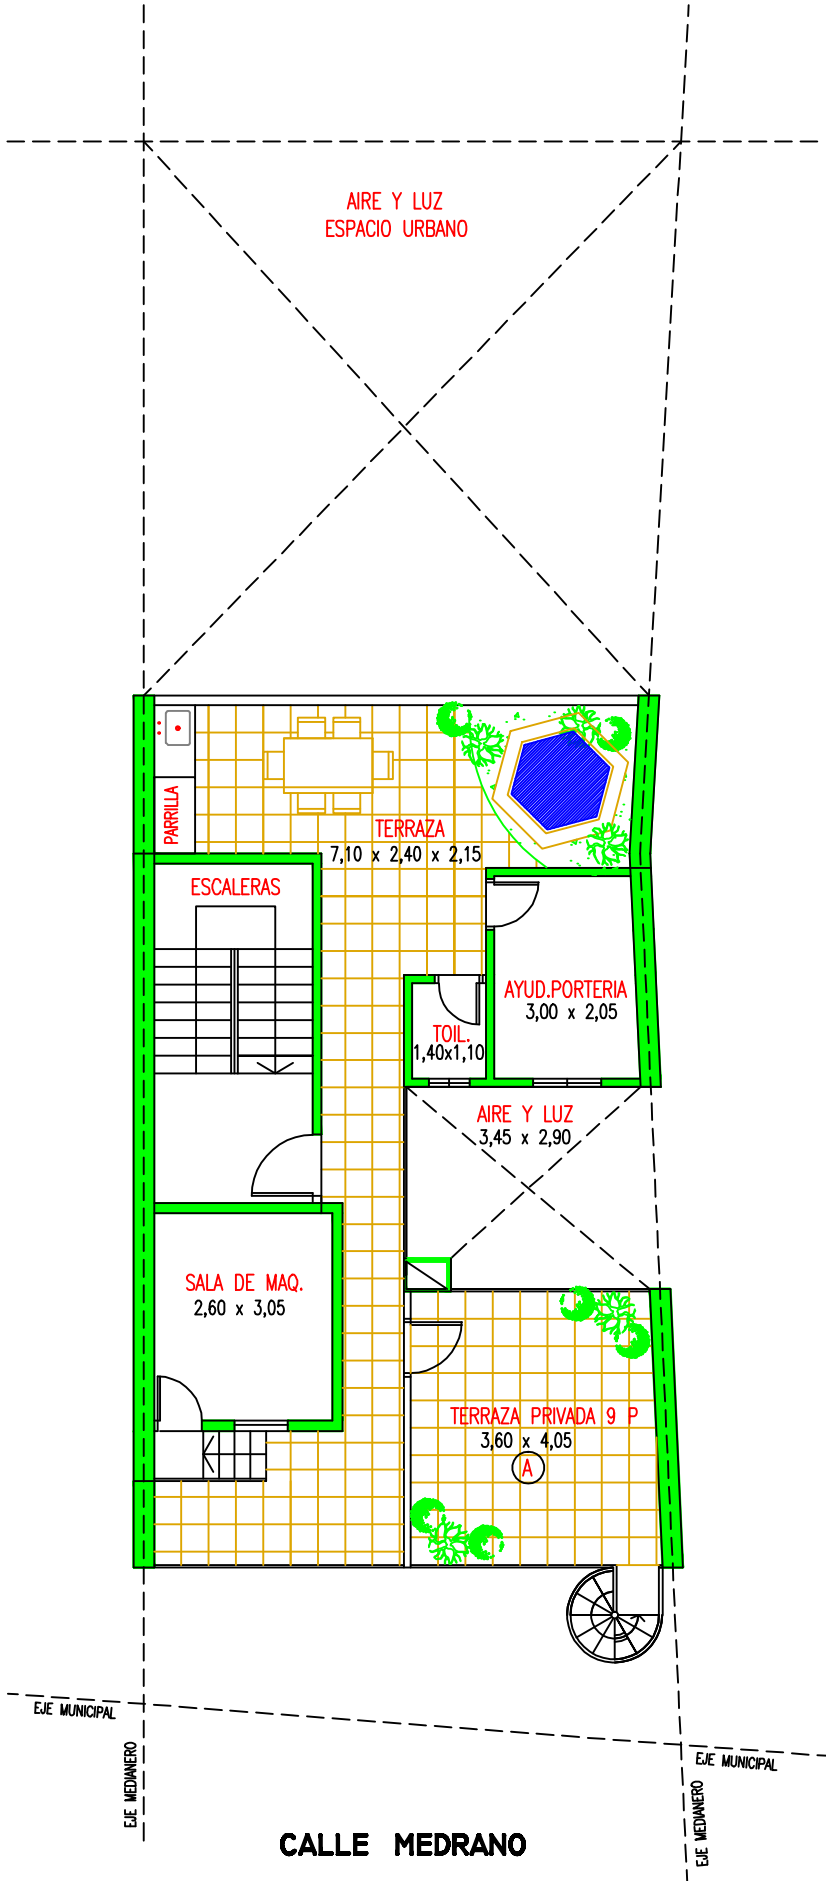 AIRE Y LUZ
ESPACIO URBANO
PARRILLA
TERRAZA
7,10 x 2,40 x 2,15
ESCALERAS
AYUD.PORTERIA
3,00 x 2,05
TOIL.
1,40x1,10
AIRE Y LUZ
3,45 x 2,90
SALA DE MAQ.
2,60 x 3,05
TERRAZA PRIVADA 9 P
3,60 x 4,05
A
EJE MUNICIPAL
EJE MEDIANERO
EJE MUNICIPAL
EJE MEDIANERO
CALLE MEDRANO